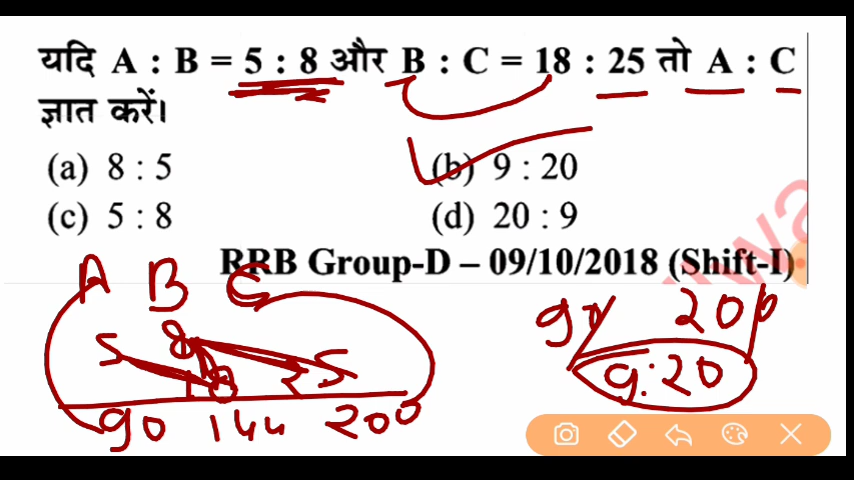 यदि A : B = 5 : 8 और B : C = 18 : 25 तो A : C
ज्ञात करें।
(a) 8 : 5 (b) 9 : 20
(c) 5 : 8 (d) 20 : 9
RRB Group-D – 09/10/2018 (Shift-I)
A B C
5 8
18 25
90 144 200
90 200
9:20